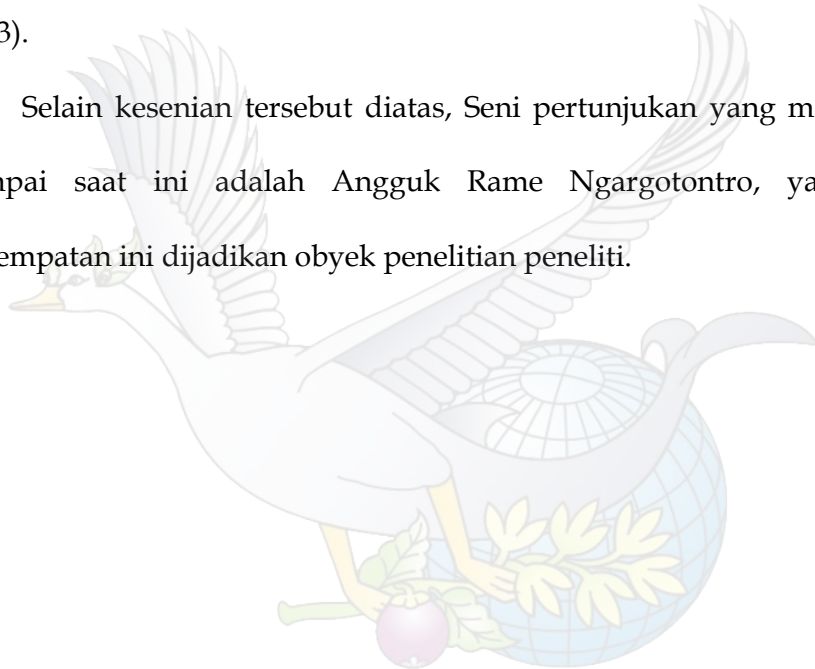 3).
Selain kesenian tersebut diatas, Seni pertunjukan yang m
npai saat ini adalah Angguk Rame Ngargotontro, ya
empatan ini dijadikan obyek penelitian peneliti.